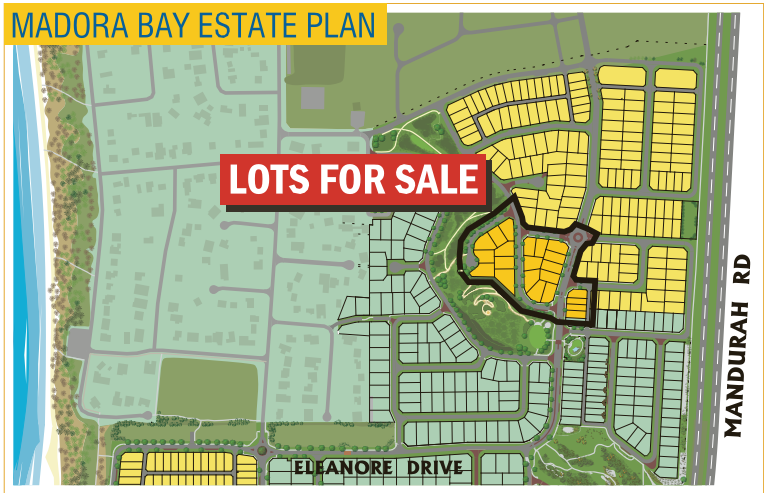 MADORA BAY ESTATE PLAN
LOTS FOR SALE
MANDURAH RD
ELEANORE DRIVE